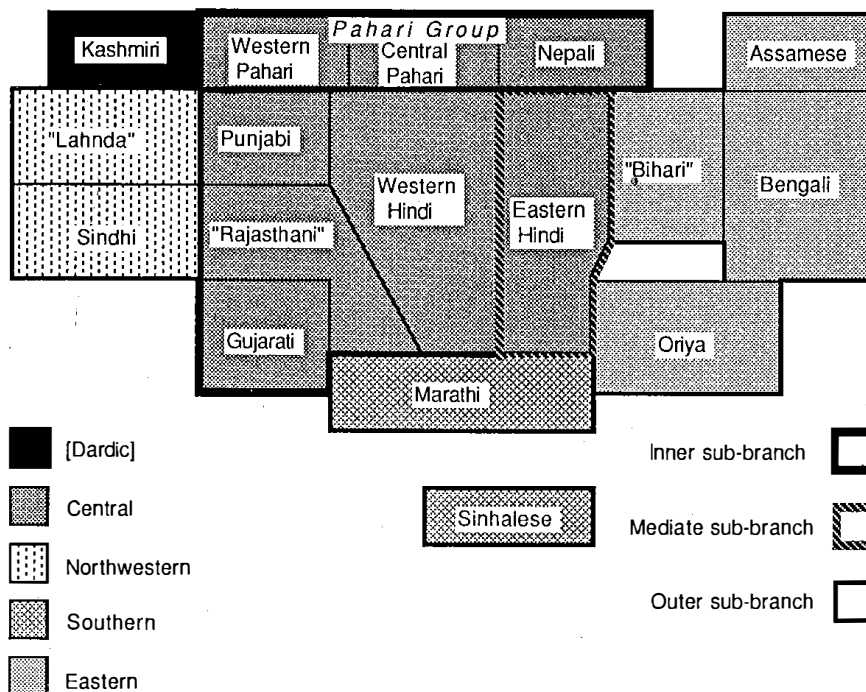 Pahari Group
Kashmiri
Western
Pahari
Central
Pahari
Nepali
Assamese
"Lahnda"
Punjabi
Western
Hindi
Eastern
Hindi
"Bihari"
Bengali
Sindhi
"Rajasthani"
Gujarati
Oriya
Marathi
Sinhalese
[Dardic]
Central
Northwestern
Southern
Eastern
Inner sub-branch
Mediate sub-branch
Outer sub-branch